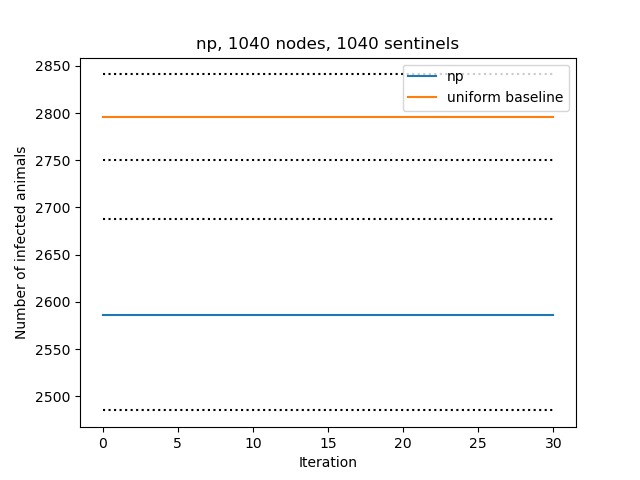 np, 1040 nodes, 1040 sentinels
np
uniform baseline
2850
2800
2750
2700
2650
2600
2550
2500
Number of infected animals
0 5 10 15 20 25 30
Iteration